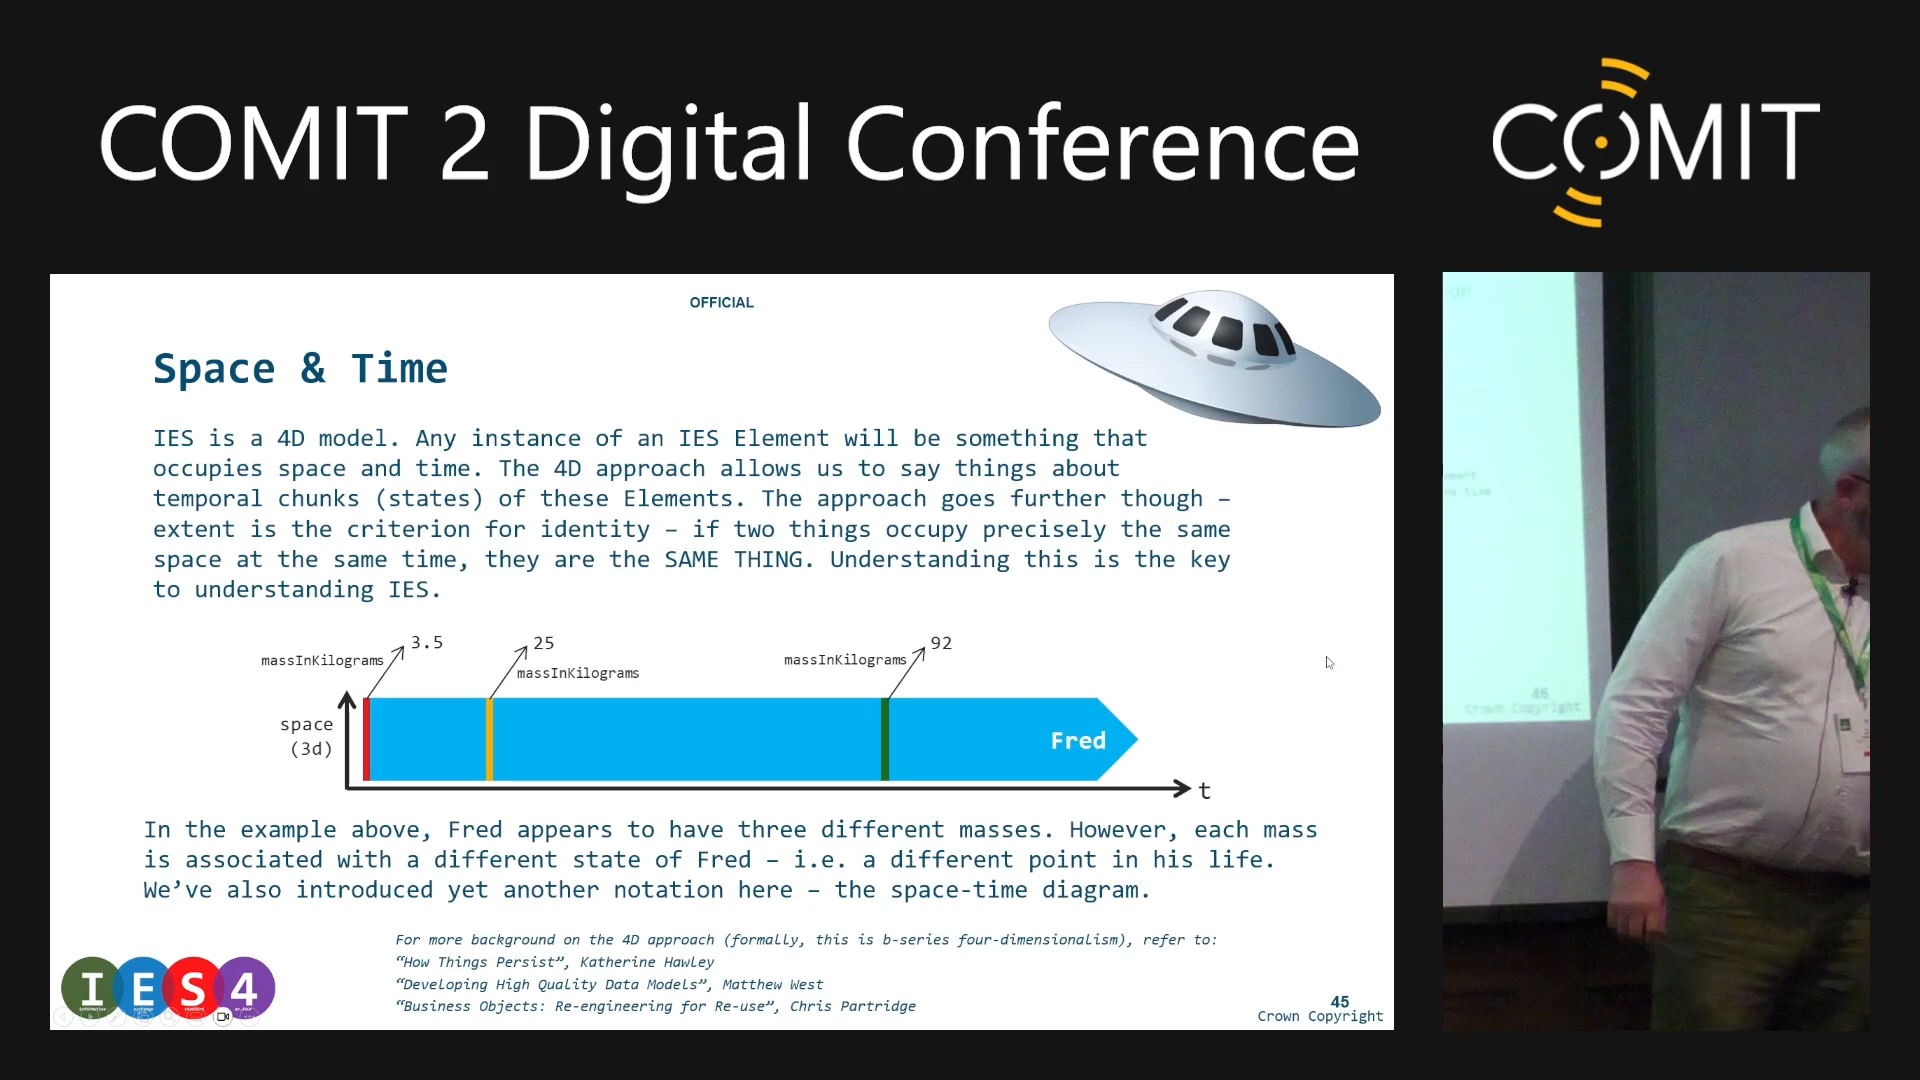 COMIT 2 Digital Conference
COMIT
OFFICIAL
Space & Time
IES is a 4D model. Any instance of an IES Element will be something that
occupies space and time. The 4D approach allows us to say things about
temporal chunks (states) of these Elements. The approach goes further though –
extent is the criterion for identity – if two things occupy precisely the same
space at the same time, they are the SAME THING. Understanding this is the key
to understanding IES.
massInKilograms
3.5
25
massInKilograms
massInKilograms
92
space
(3d)
Fred
t
In the example above, Fred appears to have three different masses. However, each mass
is associated with a different state of Fred – i.e. a different point in his life.
We’ve also introduced yet another notation here – the space-time diagram.
For more background on the 4D approach (formally, this is b-series four-dimensionalism), refer to:
“How Things Persist”, Katherine Hawley
“Developing High Quality Data Models”, Matthew West
“Business Objects: Re-engineering for Re-use”, Chris Partridge
IES4
45
Crown Copyright
on
46
Crown Copyright